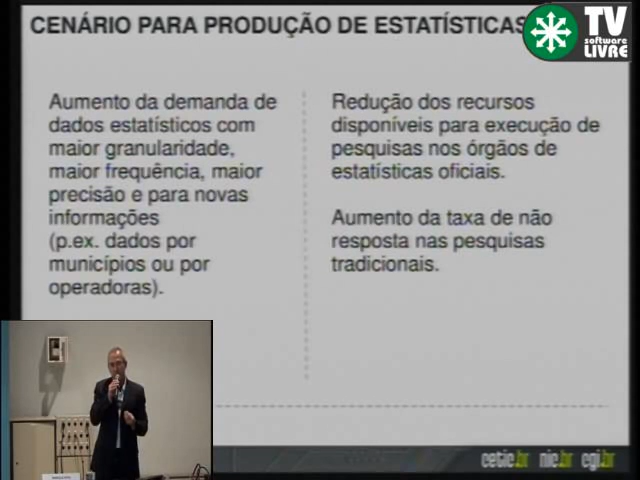 CENÁRIO PARA PRODUÇÃO DE ESTATÍSTICAS
TV
software
LIVRE
Aumento da demanda de
dados estatísticos com
maior granularidade,
maior frequência, maior
precisão e para novas
informações
(p.ex. dados por
municípios ou por
operadoras).
Redução dos recursos
disponíveis para execução de
pesquisas nos órgãos de
estatísticas oficiais.
Aumento da taxa de não
resposta nas pesquisas
tradicionais.
cetic.br nic.br cgi.br